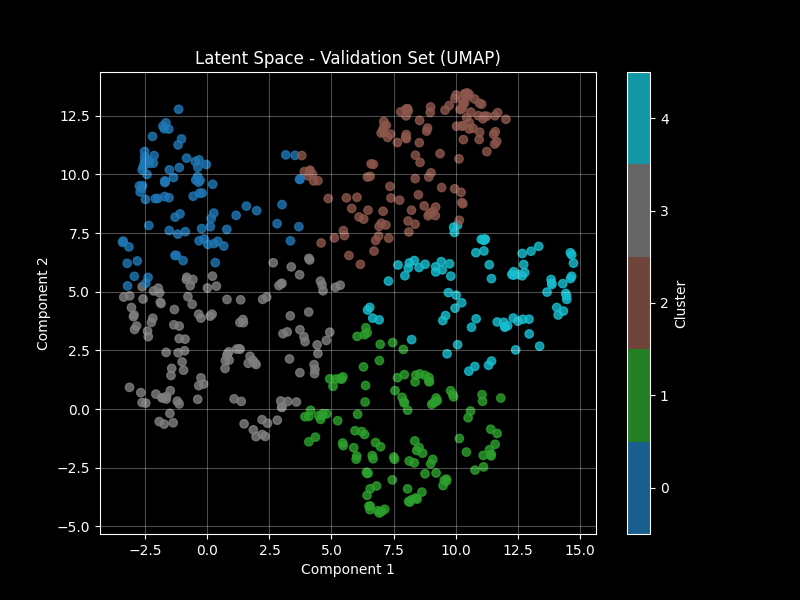 Latent Space - Validation Set (UMAP)
12.5
10.0
7.5
5.0
2.5
0.0
−2.5
−5.0
Component 2
−2.5 0.0 2.5 5.0 7.5 10.0 12.5 15.0
Component 1
4
3
2
1
0
Cluster